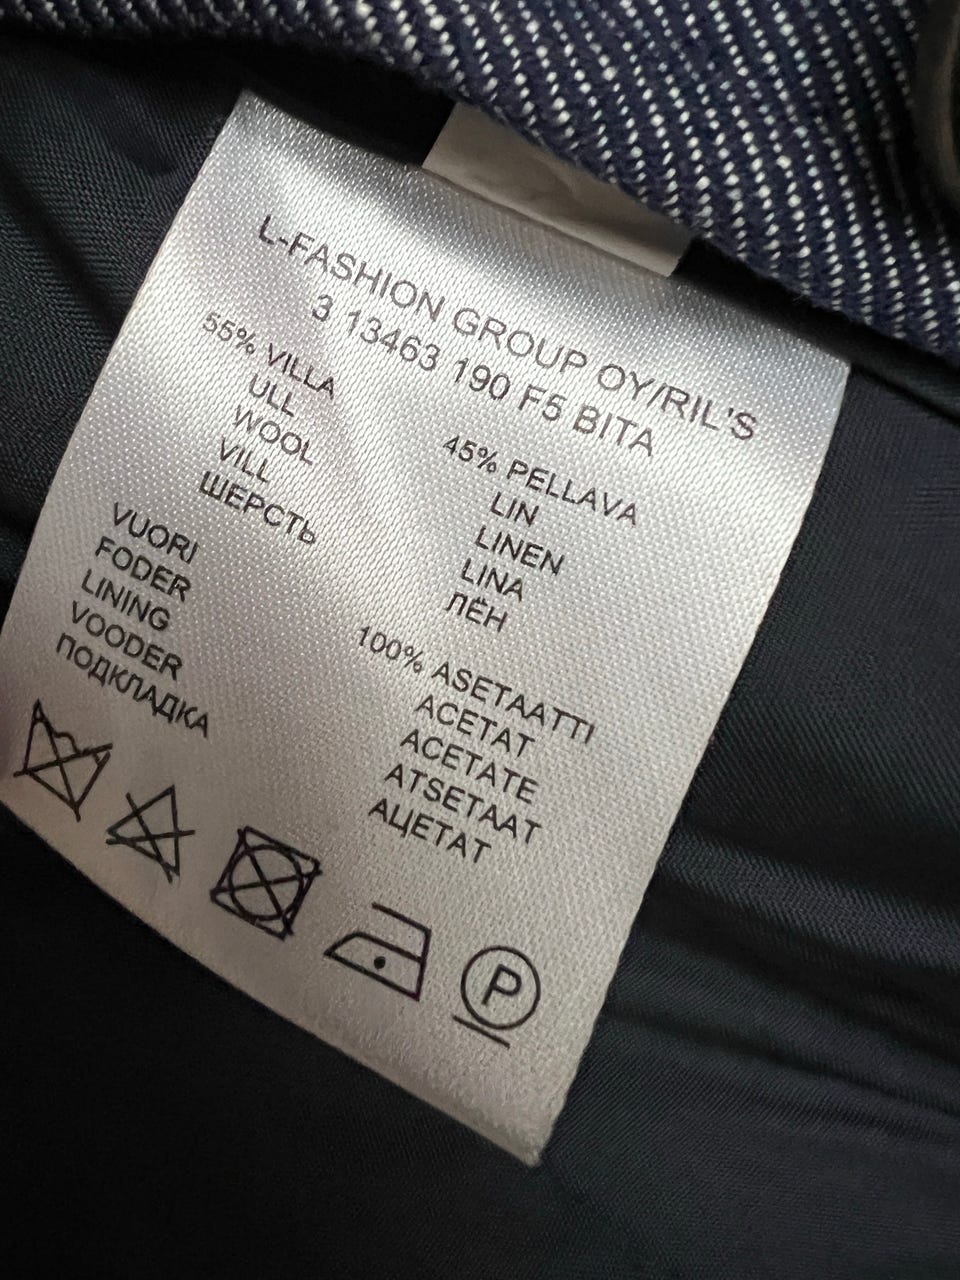 L-FASHION GROUP OY/RIL'S
3 13463 190 F5 BITA
55% VILLA
ULL
WOOL
VILL
ШЕРСТЬ
45% PELLAVA
LIN
LINEN
LINA
ЛЁН
VUORI
FODER
LINING
VOODER
ПОДКЛАДКА
100% ASETAATTI
ACETAT
ACETATE
ATSETAAT
АЦЕТАТ
P